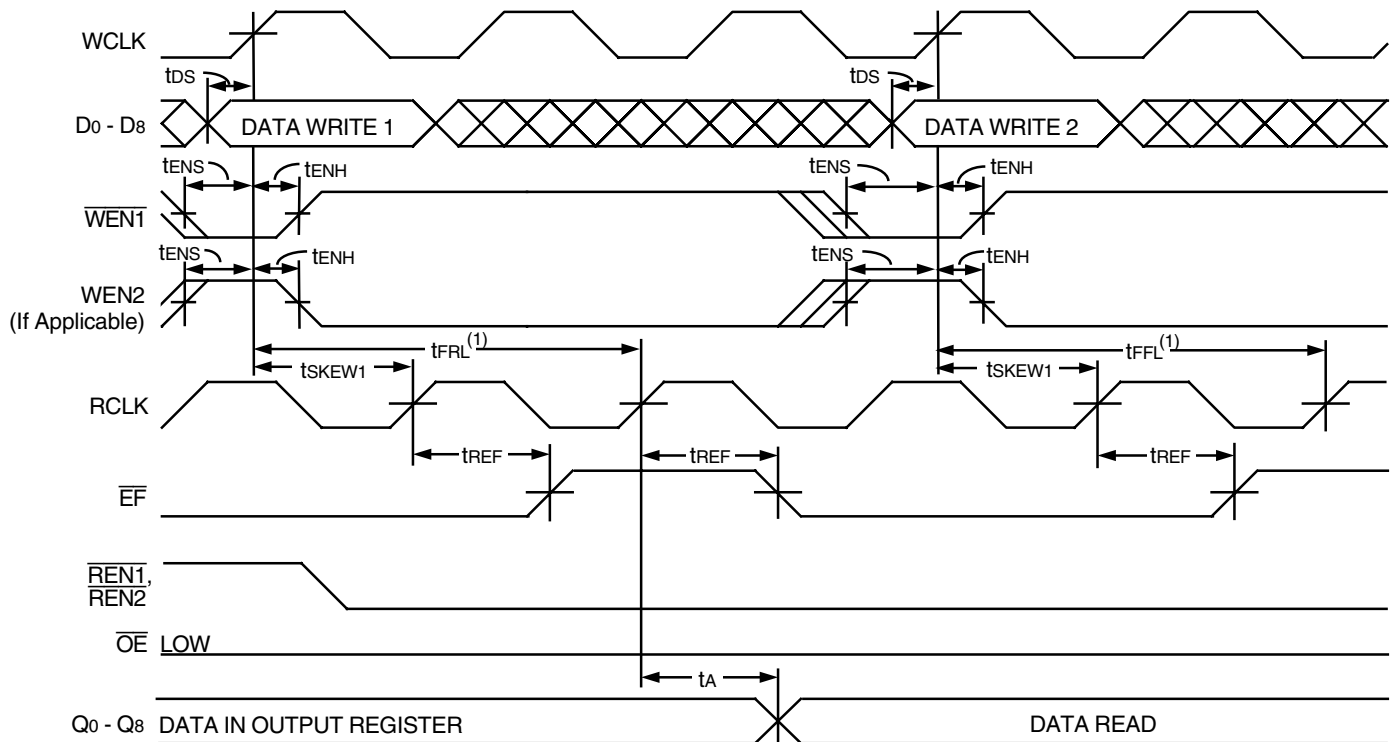 WCLK
tDS tDS
D0 - D8 DATA WRITE 1 DATA WRITE 2
tENS tENH tENS tENH
WEN1
tENS tENH tENS tENH
WEN2
(If Applicable)
tFRL(1) tFFL(1)
tSKEW1 tSKEW1
RCLK
tREF tREF tREF
EF
REN1,
REN2
OE LOW
tA
Q0 - Q8 DATA IN OUTPUT REGISTER DATA READ